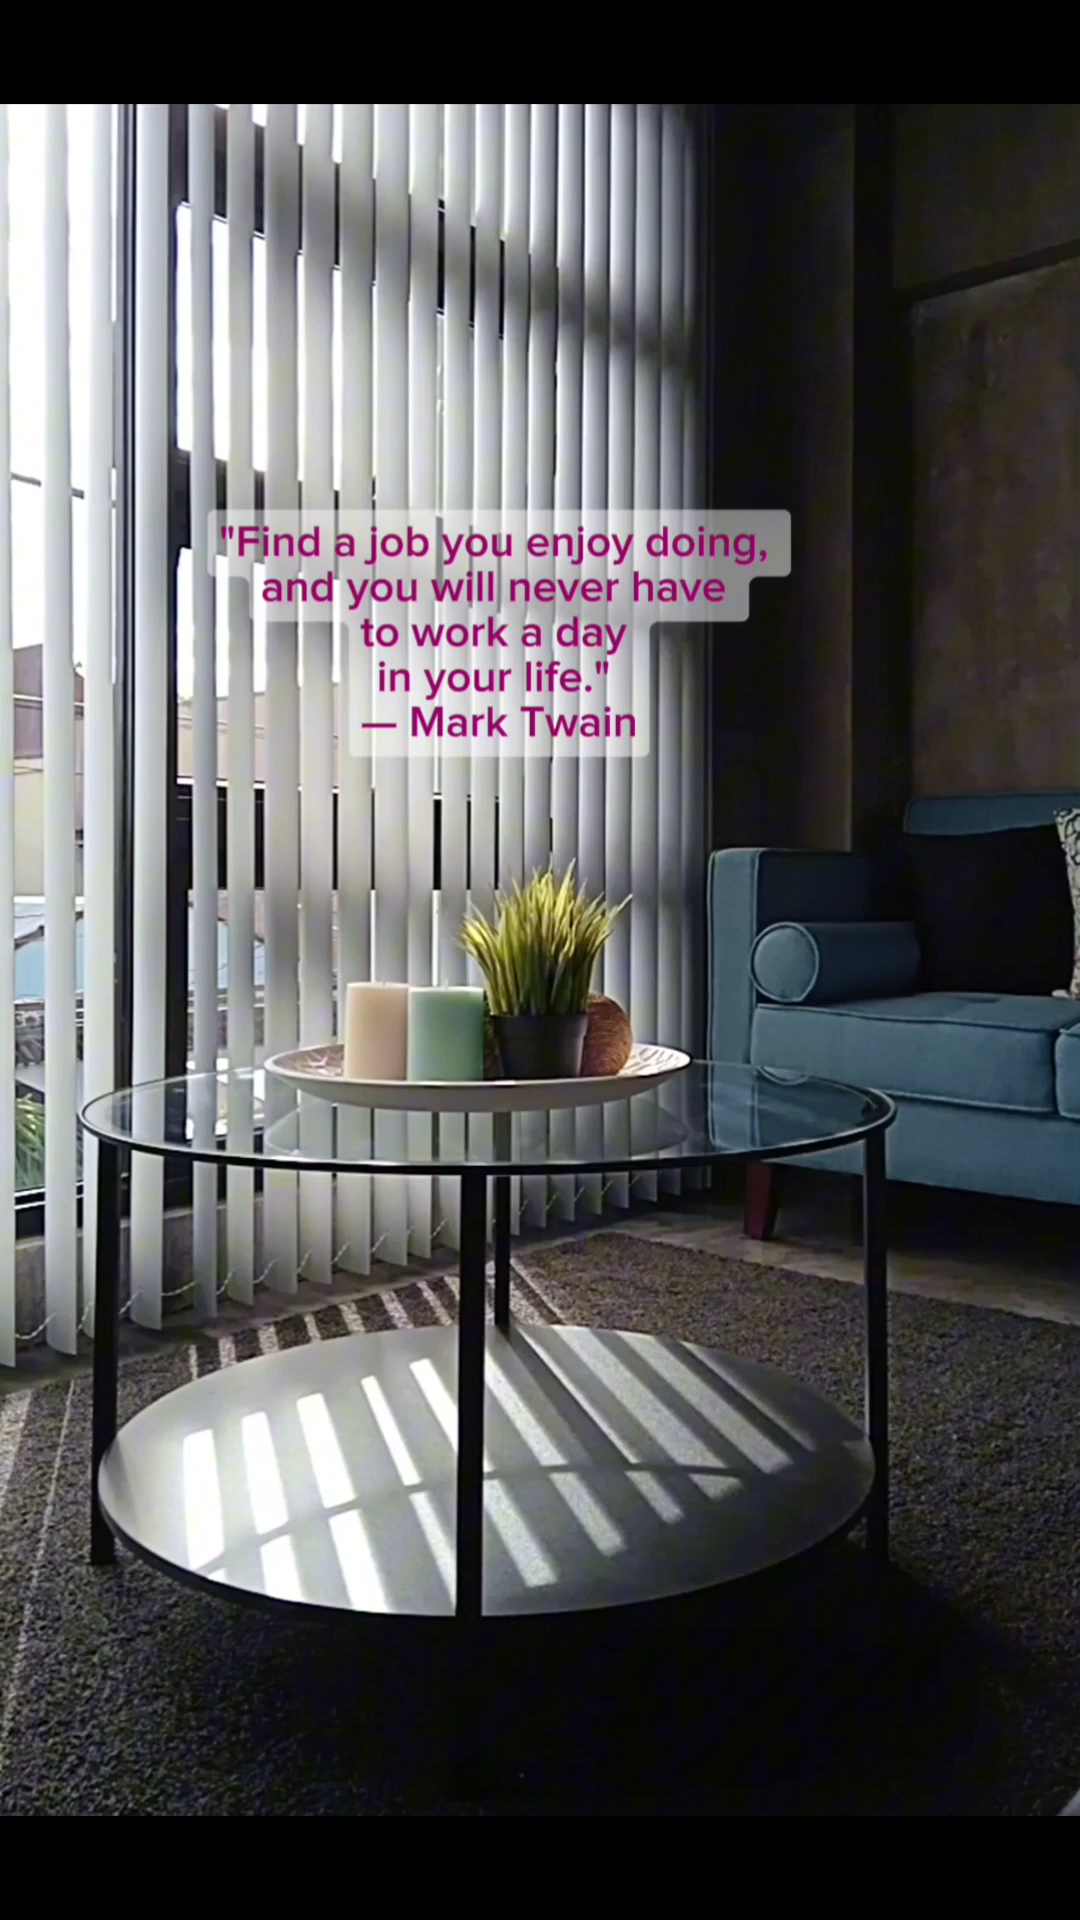 "Find a job you enjoy doing,
and you will never have
to work a day
in your life."
— Mark Twain